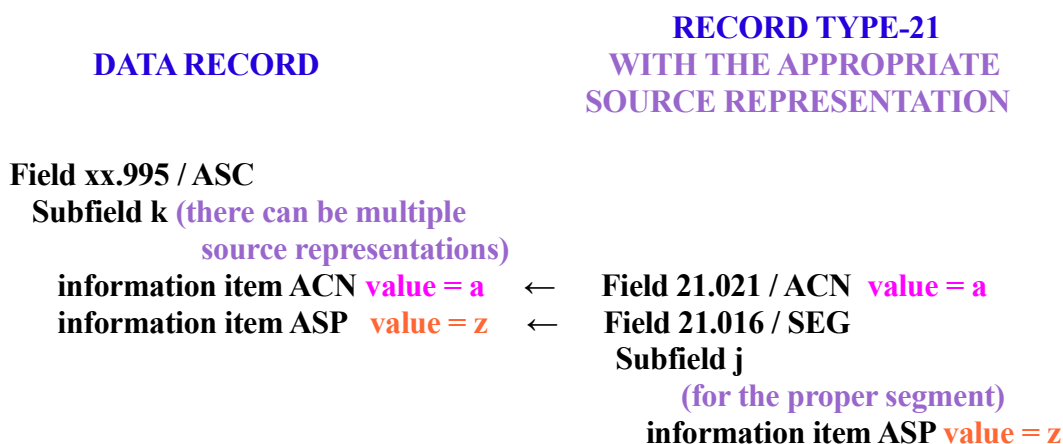 DATA RECORD
RECORD TYPE-21
WITH THE APPROPRIATE
SOURCE REPRESENTATION
Field xx.995 / ASC
Subfield k (there can be multiple
source representations)
information item ACN value = a ← Field 21.021 / ACN value = a
information item ASP value = z ← Field 21.016 / SEG
Subfield j
(for the proper segment)
information item ASP value = z